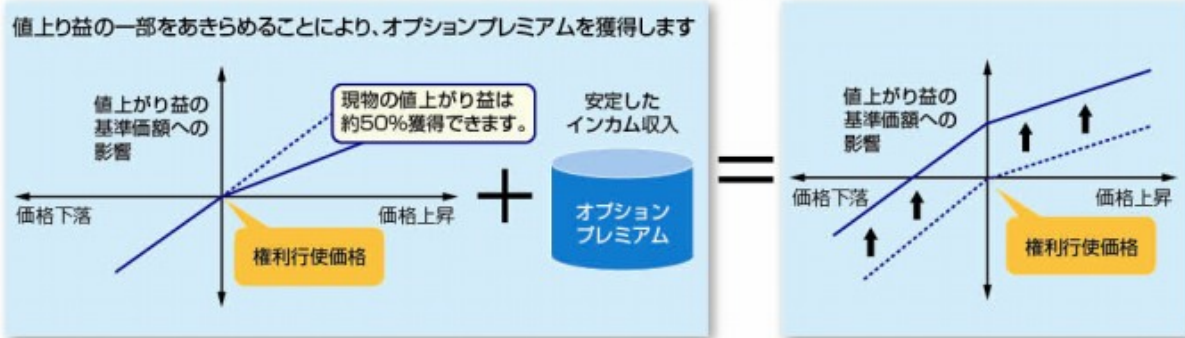 値上り益の一部をあきらめることにより、オプションプレミアムを獲得します
値上がり益の
基準価額への
影響
現物の値上がり益は
約50%獲得できます。
価格下落
価格上昇
権利行使価格
安定した
インカム収入
+
オプション
プレミアム
=
値上がり益の
基準価額への
影響
価格下落
価格上昇
権利行使価格